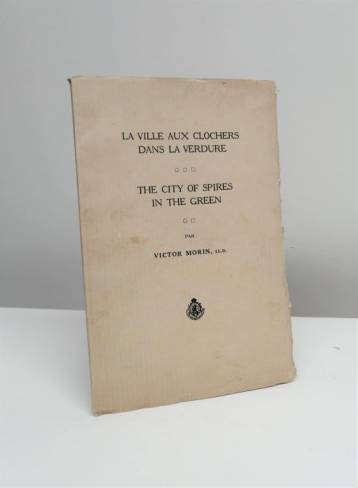 LA VILLE AUX CLOCHERS
DANS LA VERDURE
THE CITY OF SPIRES
IN THE GREEN
PAR
VICTOR MORIN, LL.D.